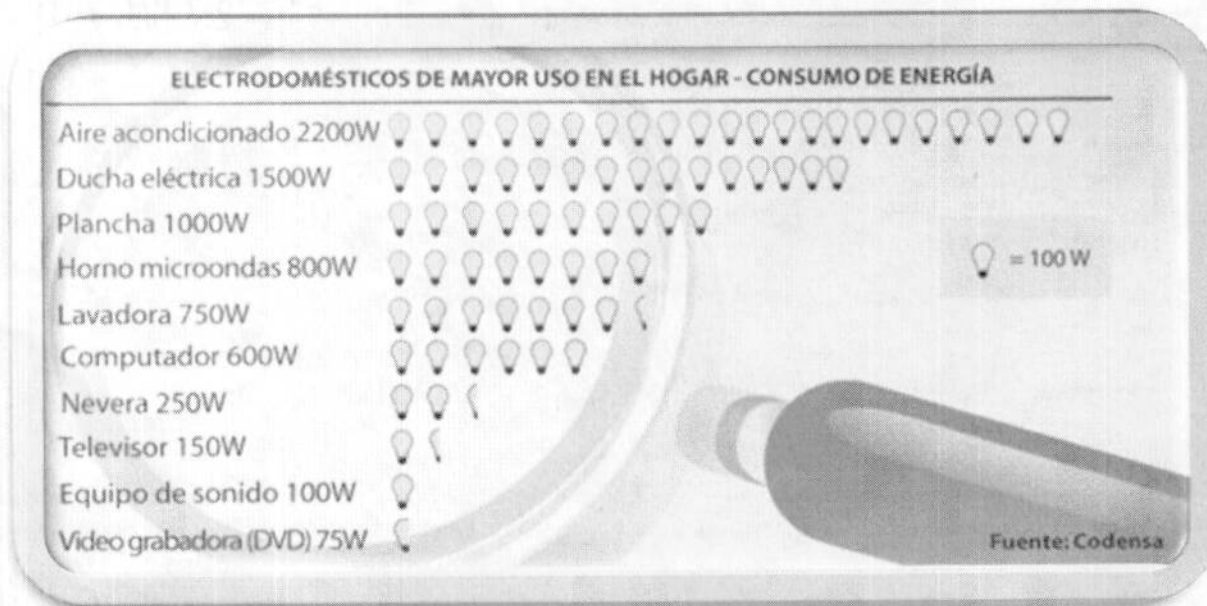 ELECTRODOMÉSTICOS DE MAYOR USO EN EL HOGAR - CONSUMO DE ENERGÍA
Aire acondicionado 2200W
Ducha eléctrica 1500W
Plancha 1000W
Horno microondas 800W
= 100 W
Lavadora 750W
Computador 600W
Nevera 250W
Televisor 150W
Equipo de sonido 100W
Video grabadora (DVD) 75W
Fuente: Codensa